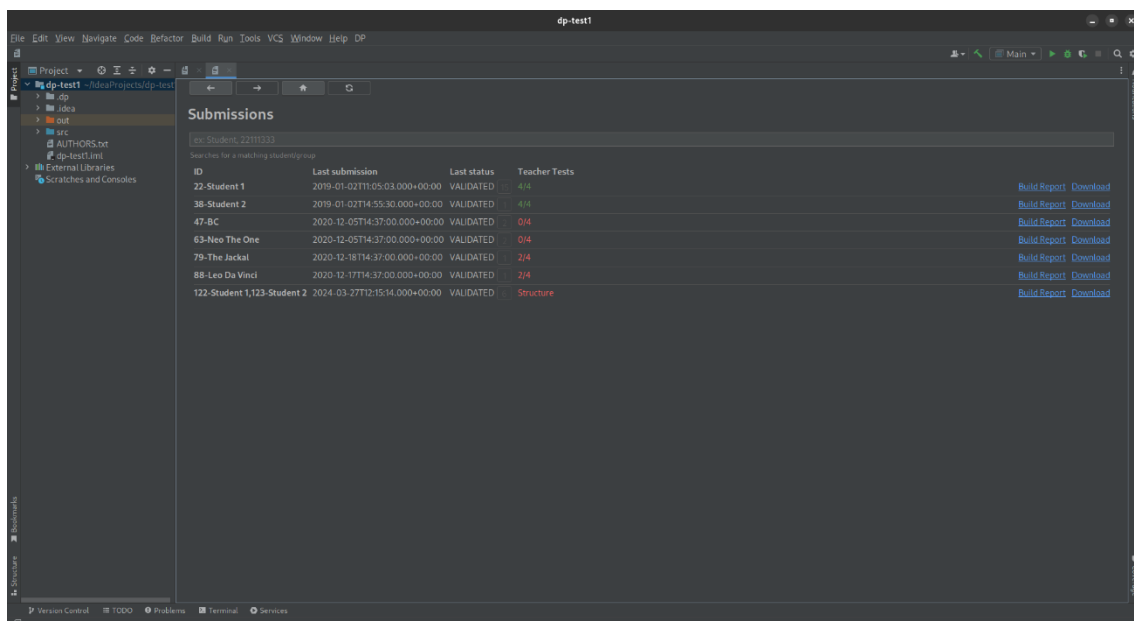 dp-test1
File Edit View Navigate Code Refactor Build Run Tools VCS Window Help DP
Main
Project
Project
dp-test1 ~/IdeaProjects/dp-test
.dp
.idea
out
src
AUTHORS.txt
dp-test1.iml
External Libraries
Scratches and Consoles
Submissions
ex: Student, 22111333
Searches for a matching student/group
ID Last submission Last status Teacher Tests
22-Student 1 2019-01-02T11:05:03.000+00:00 VALIDATED 4/4 Build Report Download
38-Student 2 2019-01-02T14:55:30.000+00:00 VALIDATED 4/4 Build Report Download
47-BC 2020-12-05T14:37:00.000+00:00 VALIDATED 0/4 Build Report Download
63-Neo The One 2020-12-05T14:37:00.000+00:00 VALIDATED 0/4 Build Report Download
79-The Jackal 2020-12-18T14:37:00.000+00:00 VALIDATED 2/4 Build Report Download
88-Leo Da Vinci 2020-12-17T14:37:00.000+00:00 VALIDATED 2/4 Build Report Download
122-Student 1,123-Student 2 2024-03-27T12:15:14.000+00:00 VALIDATED Structure Build Report Download
Bookmarks
Structure
Version Control TODO Problems Terminal Services